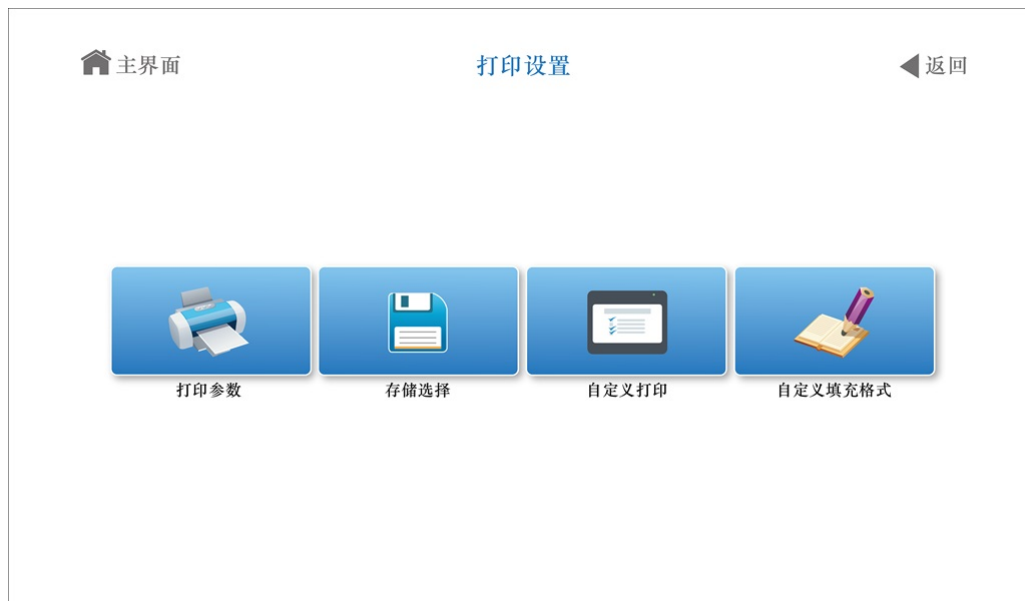 主界面
打印设置
返回
打印参数
存储选择
自定义打印
自定义填充格式